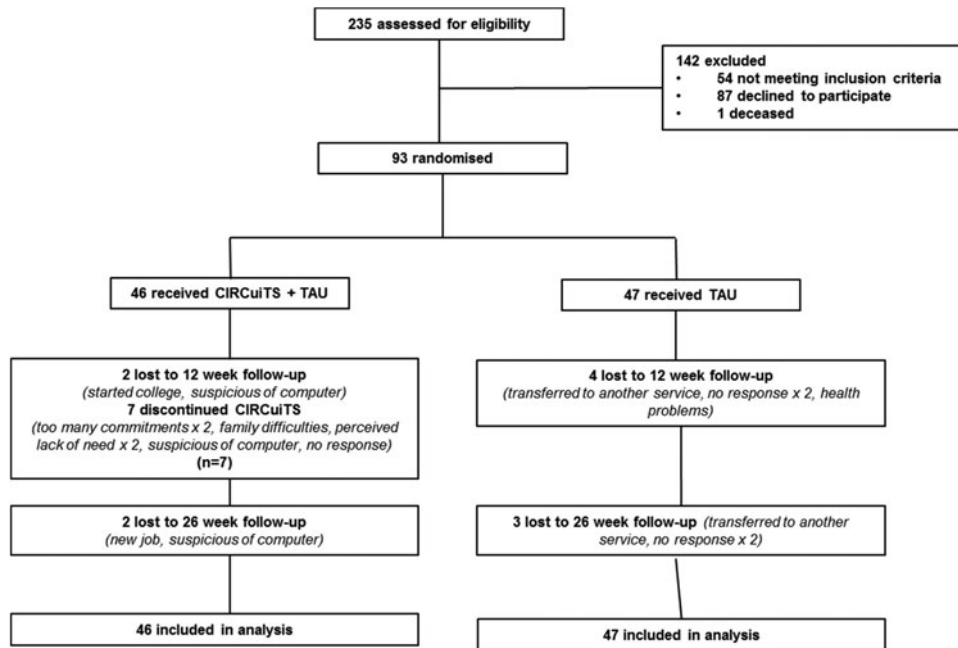 235 assessed for eligibility
142 excluded
• 54 not meeting inclusion criteria
• 87 declined to participate
• 1 deceased
93 randomised
46 received CIRCuiTS + TAU
47 received TAU
2 lost to 12 week follow-up
(started college, suspicious of computer)
7 discontinued CIRCuiTS
(too many commitments x 2, family difficulties, perceived
lack of need x 2, suspicious of computer, no response)
(n=7)
4 lost to 12 week follow-up
(transferred to another service, no response x 2, health
problems)
2 lost to 26 week follow-up
(new job, suspicious of computer)
3 lost to 26 week follow-up (transferred to another
service, no response x 2)
46 included in analysis
47 included in analysis